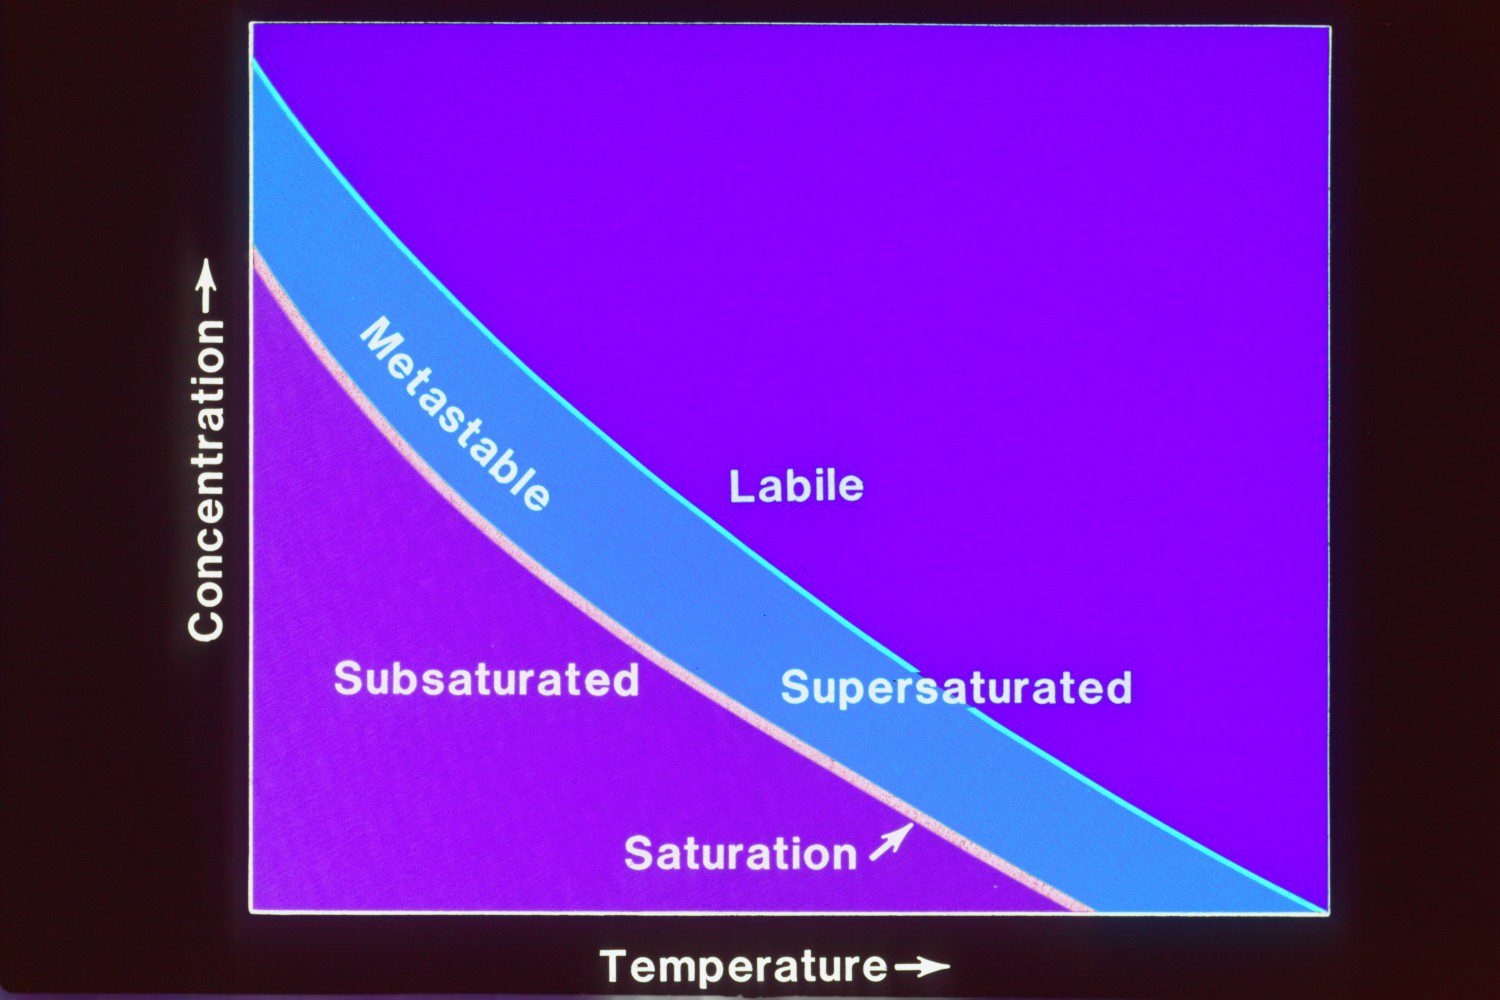 Concentration→
Metastable
Labile
Subsaturated
Supersaturated
Saturation
Temperature→